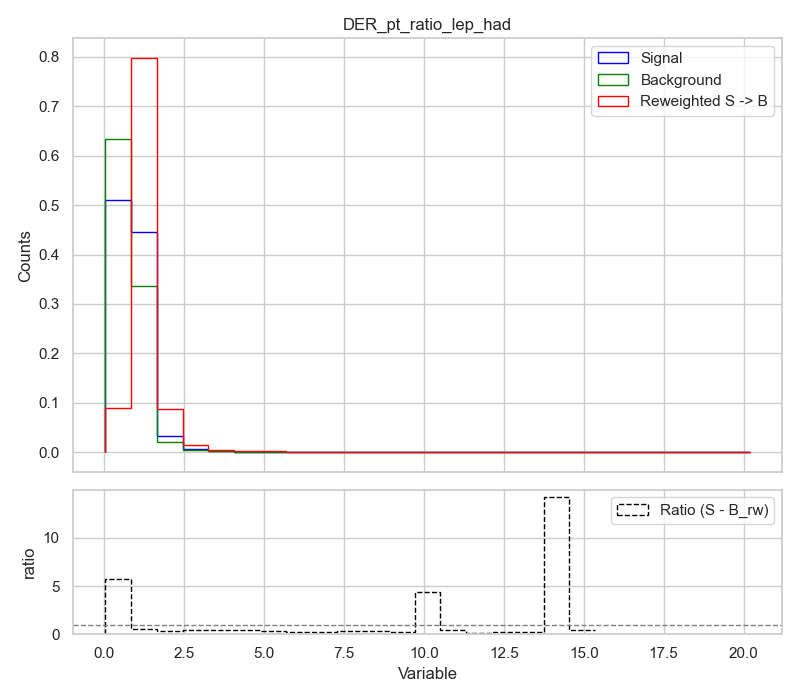 DER_pt_ratio_lep_had
Counts
0.8
0.7
0.6
0.5
0.4
0.3
0.2
0.1
0.0
Signal
Background
Reweighted S -> B
ratio
10
5
0
Ratio (S - B_rw)
0.0 2.5 5.0 7.5 10.0 12.5 15.0 17.5 20.0
Variable